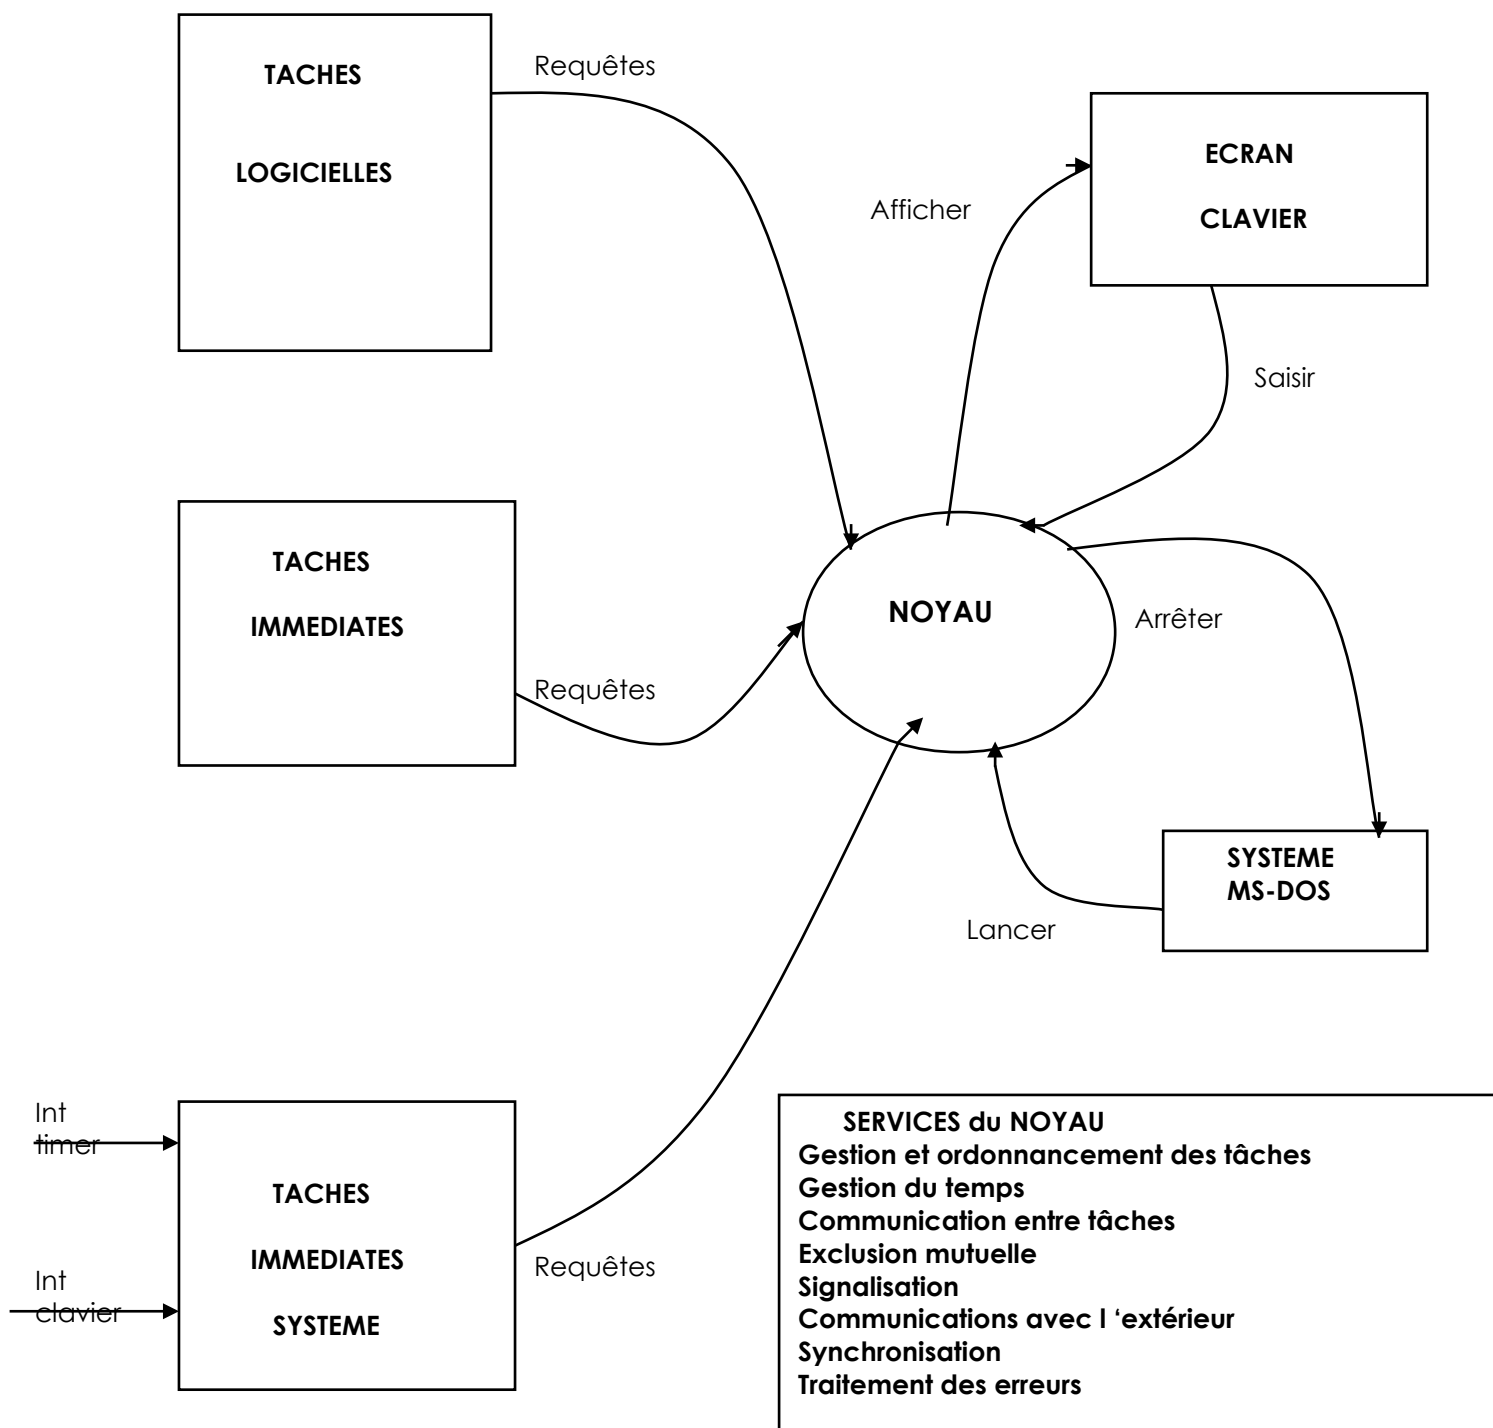 TACHES
LOGICIELLES
Requêtes
ECRAN
CLAVIER
Afficher
Saisir
TACHES
IMMEDIATES
Requêtes
NOYAU
Arrêter
SYSTEME
MS-DOS
Lancer
Int
timer
Int
clavier
TACHES
IMMEDIATES
SYSTEME
Requêtes
SERVICES du NOYAU
Gestion et ordonnancement des tâches
Gestion du temps
Communication entre tâches
Exclusion mutuelle
Signalisation
Communications avec l ‘extérieur
Synchronisation
Traitement des erreurs